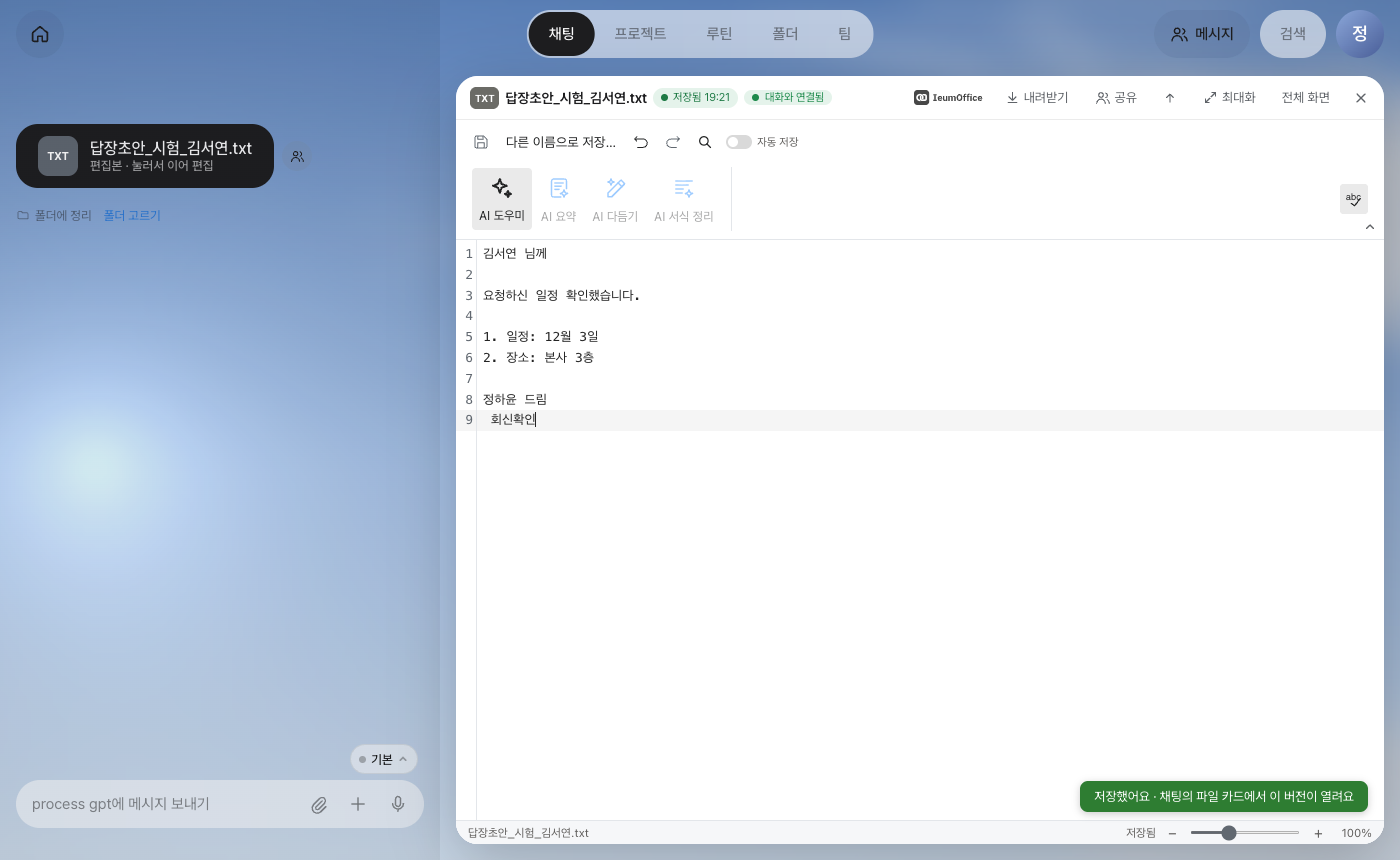 채팅
프로젝트
루틴
폴더
팀
메시지
검색
정
TXT
답장초안_시험_김서연.txt
편집본 · 눌러서 이어 편집
폴더에 정리
폴더 고르기
기본
process gpt에 메시지 보내기
TXT
답장초안_시험_김서연.txt
저장됨 19:21
대화와 연결됨
IeumOffice
내려받기
공유
최대화
전체 화면
다른 이름으로 저장...
자동 저장
AI 도우미
AI 요약
AI 다듬기
AI 서식 정리
abc
1 김서연 님께
2
3 요청하신 일정 확인했습니다.
4
5 1. 일정: 12월 3일
6 2. 장소: 본사 3층
7
8 정하윤 드림
9 회신확인
저장했어요 · 채팅의 파일 카드에서 이 버전이 열려요
답장초안_시험_김서연.txt
저장됨
100%